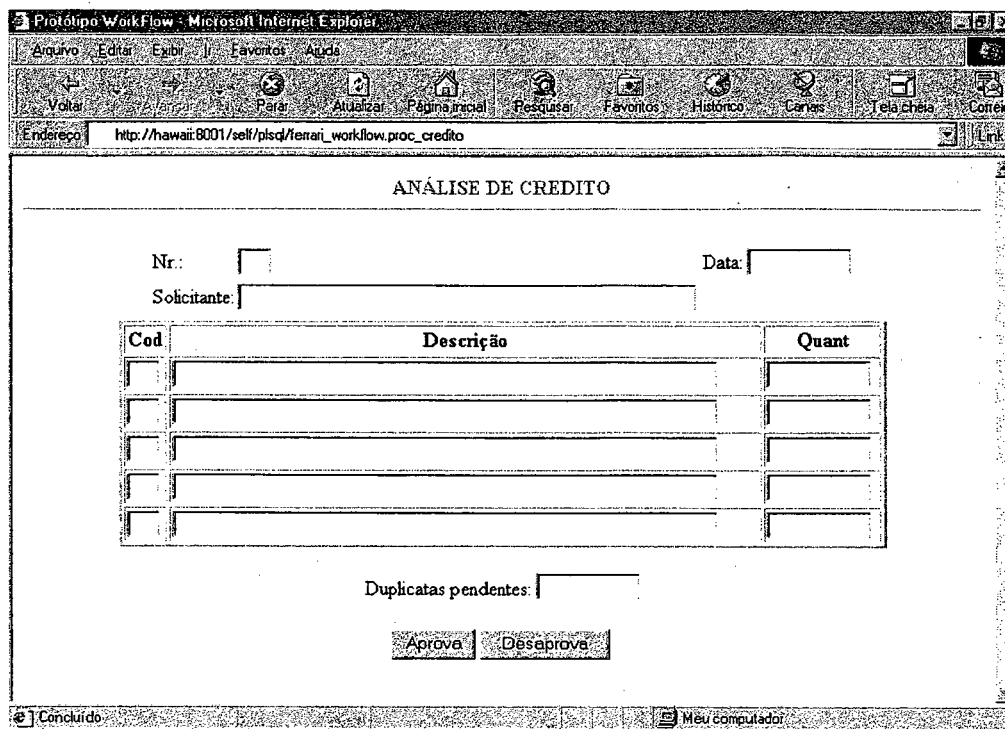 Protótipo WorkFlow - Microsoft Internet Explorer
Arquivo Editar Exibir Ir Favoritos Ajuda
Voltar Avançar Parar Atualizar Página inicial Pesquisar Favoritos Histórico Canais Tela cheia Correio
Endereço http://hawaii:8001/self/plsql/ferrari_workflow.proc_credito Link
ANÁLISE DE CREDITO
Nr.: Data:
Solicitante:
Cod Descrição Quant
Duplicatas pendentes:
Aprova Desaprova
Concluído Meu computador